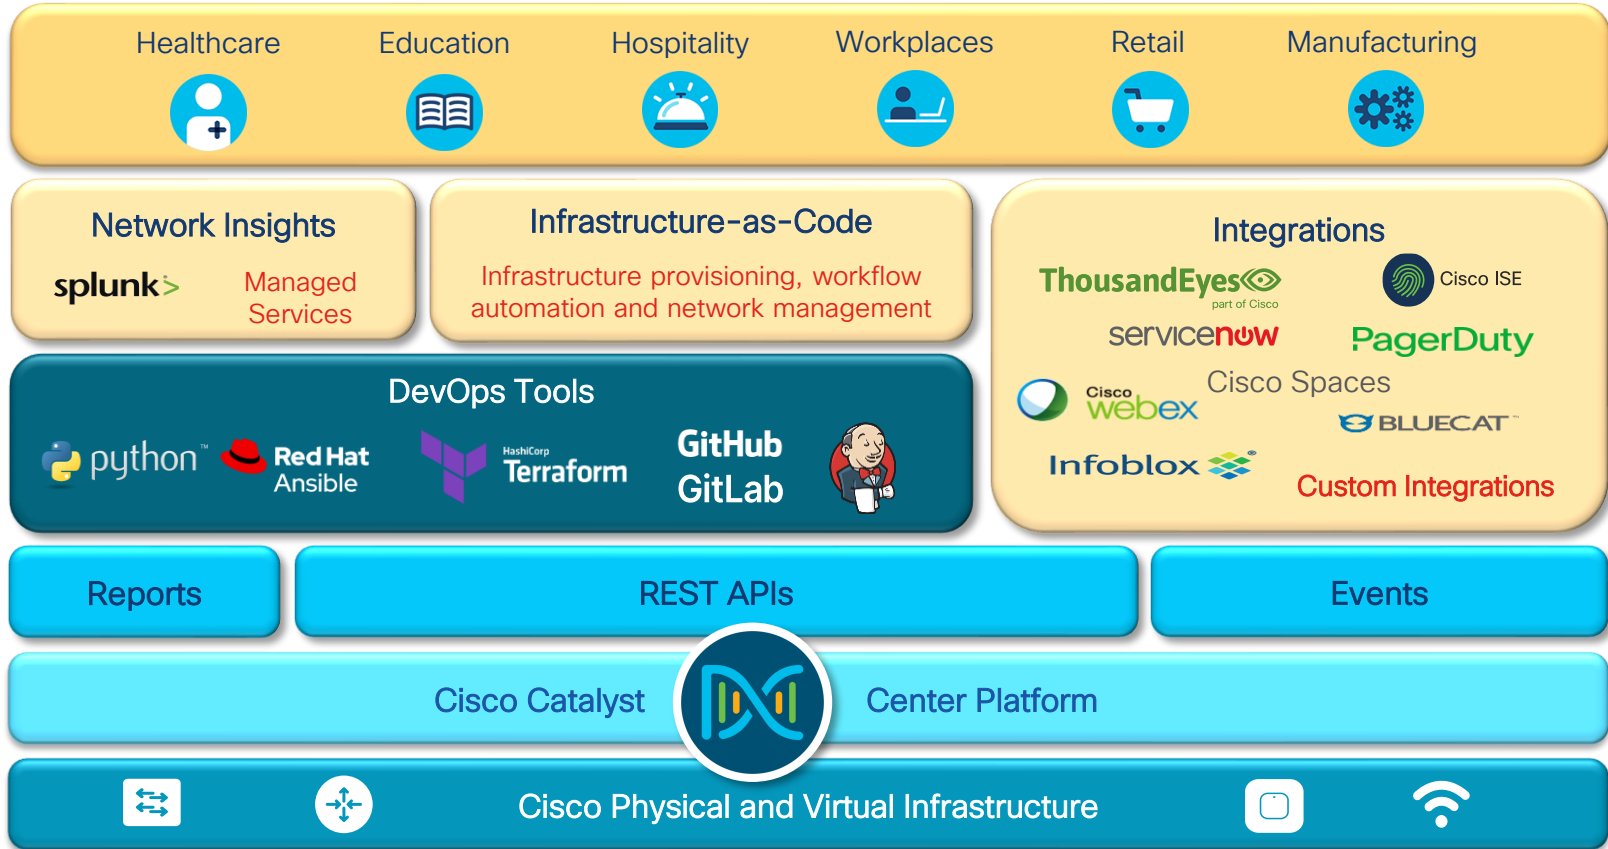 Healthcare
Education
Hospitality
Workplaces
Retail
Manufacturing
Network Insights
splunk>
Managed
Services
Infrastructure-as-Code
Infrastructure provisioning, workflow
automation and network management
Integrations
ThousandEyes
part of Cisco
Cisco ISE
servicenow
PagerDuty
Cisco Spaces
Cisco
webex
BLUECAT™
Infoblox ®
Custom Integrations
DevOps Tools
python™
Red Hat
Ansible
HashiCorp
Terraform
GitHub
GitLab
Reports
REST APIs
Events
Cisco Catalyst
Center Platform
Cisco Physical and Virtual Infrastructure